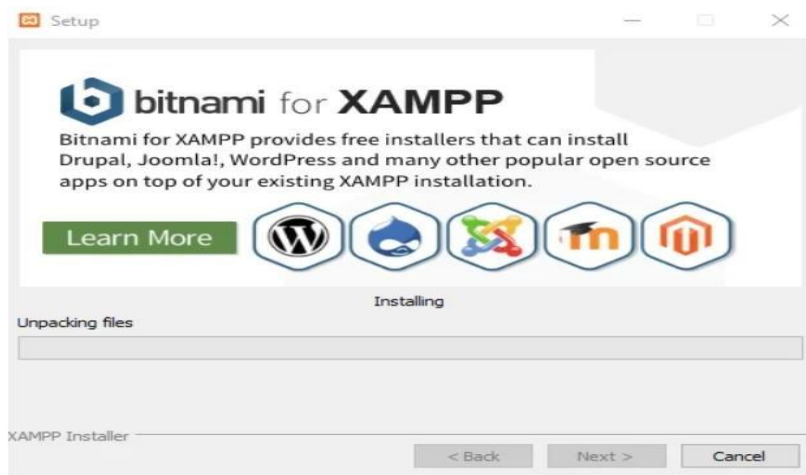 Setup
bitnami for XAMPP
Bitnami for XAMPP provides free installers that can install
Drupal, Joomla!, WordPress and many other popular open source
apps on top of your existing XAMPP installation.
Learn More
Installing
Unpacking files
XAMPP Installer
< Back Next > Cancel